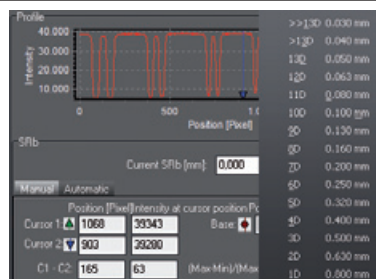 Profile
40.000
30.000
20.000
10.000
Intensity
0 500 1.0
Position [Pixel]
SRb
Current SRb [mm]: 0,000
Manual Automatic
Position [Pixel] Intensity at cursor position
Cursor 1 1068 39343 Base:
Cursor 2 903 39280
C1 - C2: 165 63 (Max-Min)/(Max
>>13D 0.030 mm
>13D 0.040 mm
13D 0.050 mm
12D 0.063 mm
11D 0.080 mm
10D 0.100 mm
9D 0.130 mm
8D 0.160 mm
7D 0.200 mm
6D 0.250 mm
5D 0.320 mm
4D 0.400 mm
3D 0.500 mm
2D 0.630 mm
1D 0.800 mm